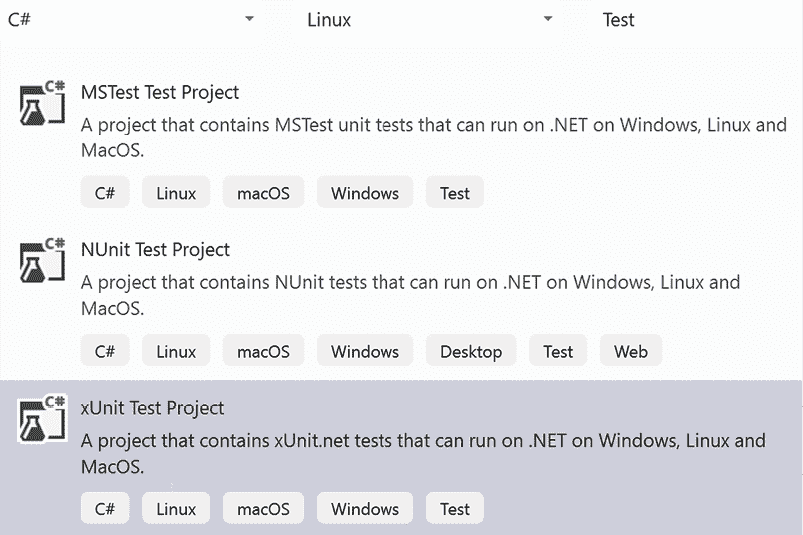 C# Linux Test
C#
MSTest Test Project
A project that contains MSTest unit tests that can run on .NET on Windows, Linux and
MacOS.
C# Linux macOS Windows Test
C#
NUnit Test Project
A project that contains NUnit tests that can run on .NET on Windows, Linux and
MacOS.
C# Linux macOS Windows Desktop Test Web
C#
xUnit Test Project
A project that contains xUnit.net tests that can run on .NET on Windows, Linux and
MacOS.
C# Linux macOS Windows Test